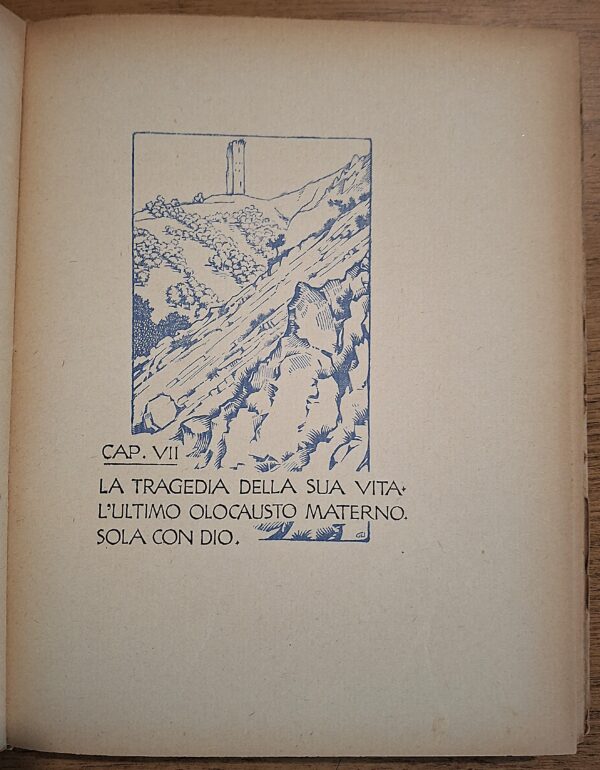 CAP. VII
LA TRAGEDIA DELLA SUA VITA.
L'ULTIMO OLOCAUSTO MATERNO.
SOLA CON DIO.